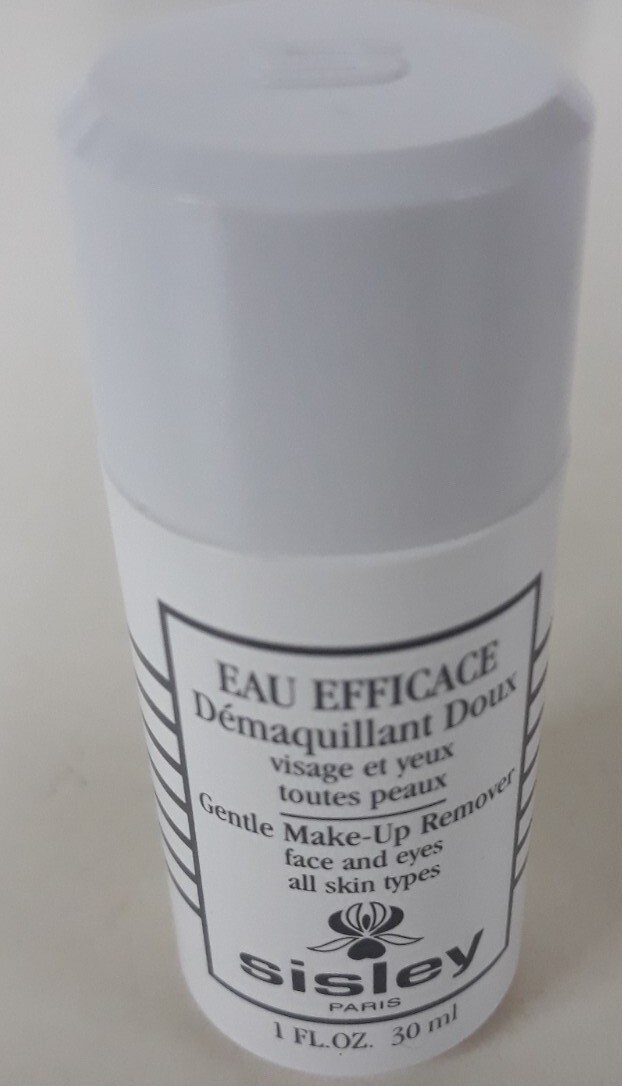 EAU EFFICACE
Démaquillant Doux
visage et yeux
toutes peaux
Gentle Make-Up Remover
face and eyes
all skin types
sisley
PARIS
1 FL.OZ. 30 ml